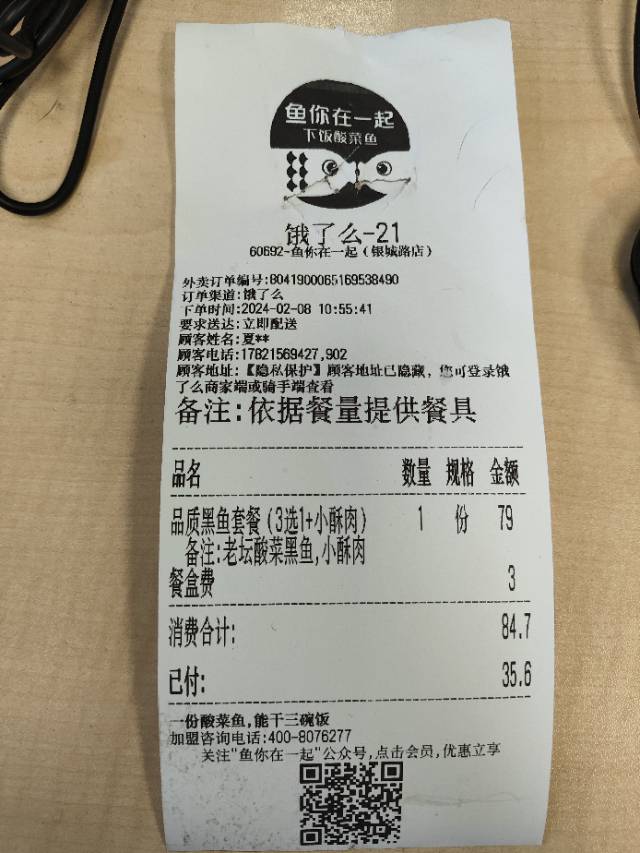 鱼你在一起
下饭酸菜鱼
饿了么-21
60692-鱼你在一起（银城路店）
外卖订单编号:8041900065169538490
订单渠道:饿了么
下单时间:2024-02-08 10:55:41
要求送达:立即配送
顾客姓名:夏**
顾客电话:17821569427,902
顾客地址:【隐私保护】顾客地址已隐藏，您可登录饿
了么商家端或骑手端查看
备注:依据餐量提供餐具
品名 数量 规格 金额
品质黑鱼套餐(3选1+小酥肉) 1 份 79
备注:老坛酸菜黑鱼,小酥肉
餐盒费 3
消费合计: 84.7
已付: 35.6
一份酸菜鱼,能干三碗饭
加盟咨询电话:400-8076277
关注"鱼你在一起"公众号,点击会员,优惠立享